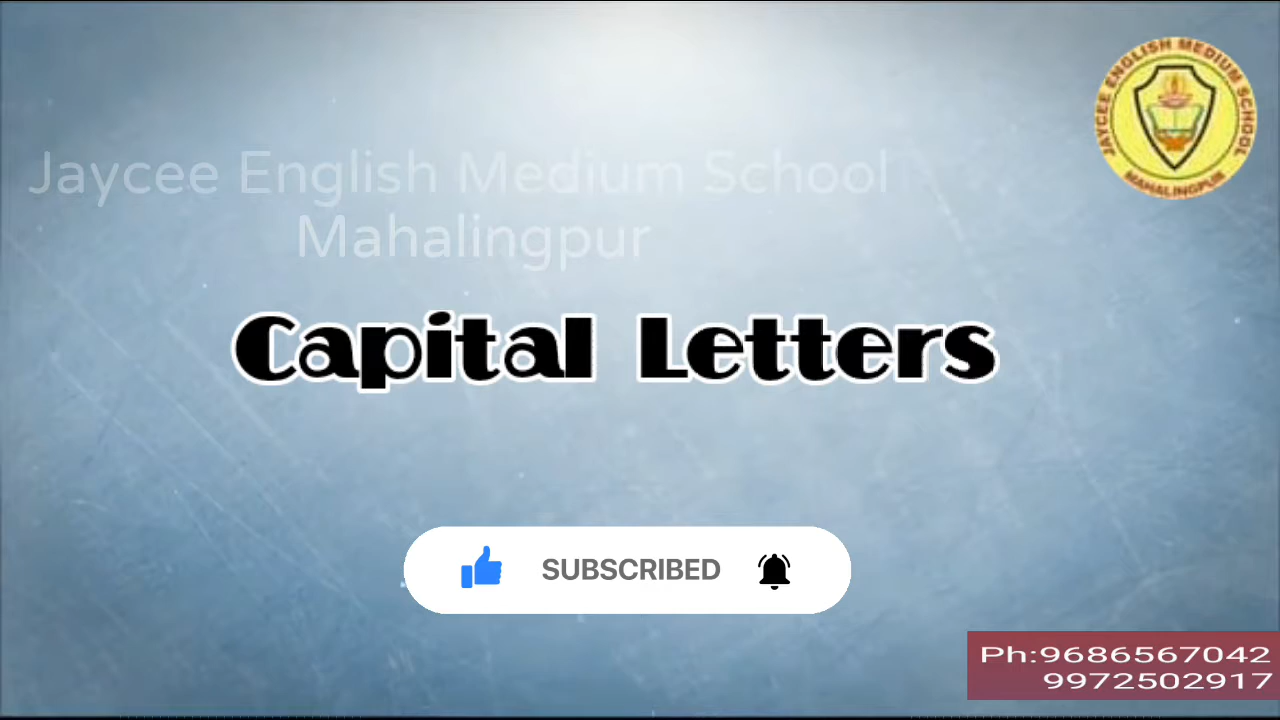 JAYCEE ENGLISH MEDIUM SCHOOL
MAHALINGPUR
Jaycee English Medium School
Mahalingpur
Capital Letters
SUBSCRIBED
Ph:9686567042
9972502917